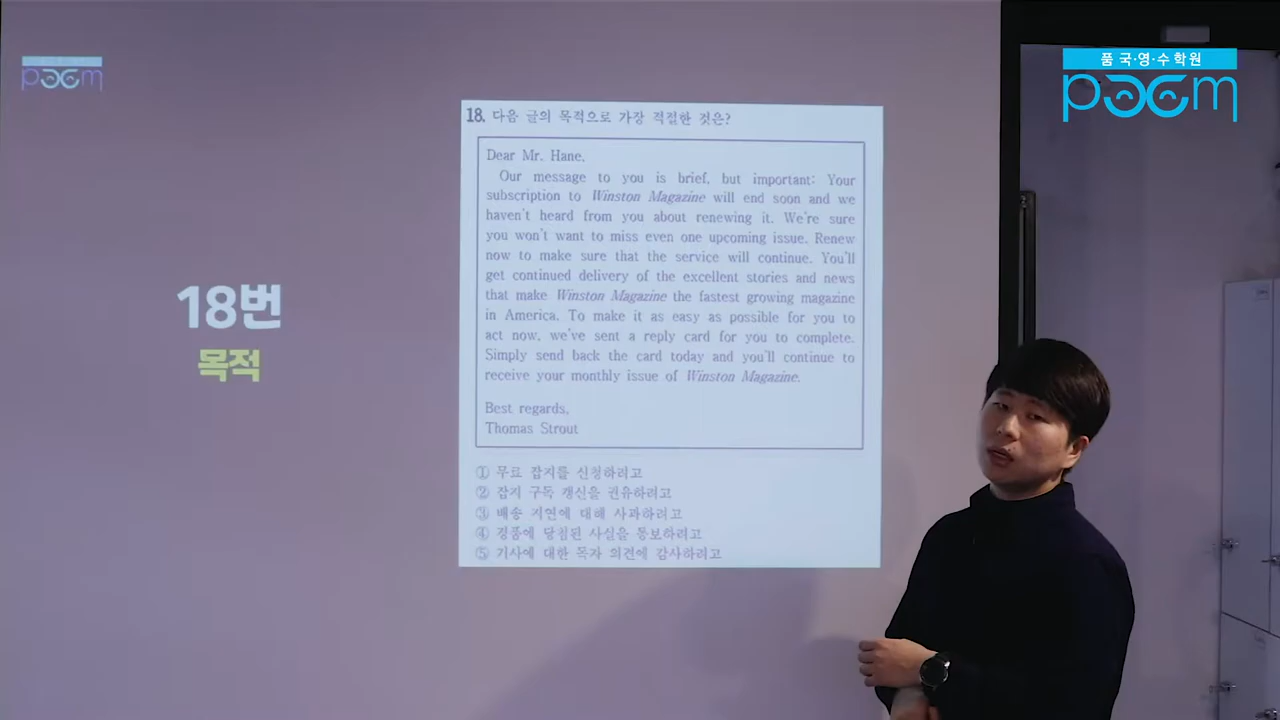 poem
품 국·영·수 학원
poem
18번
목적
18. 다음 글의 목적으로 가장 적절한 것은?
Dear Mr. Hane,
Our message to you is brief, but important: Your
subscription to Winston Magazine will end soon and we
haven't heard from you about renewing it. We're sure
you won't want to miss even one upcoming issue. Renew
now to make sure that the service will continue. You'll
get continued delivery of the excellent stories and news
that make Winston Magazine the fastest growing magazine
in America. To make it as easy as possible for you to
act now, we've sent a reply card for you to complete.
Simply send back the card today and you'll continue to
receive your monthly issue of Winston Magazine.
Best regards,
Thomas Strout
① 무료 잡지를 신청하려고
② 잡지 구독 갱신을 권유하려고
③ 배송 지연에 대해 사과하려고
④ 경품에 당첨된 사실을 통보하려고
⑤ 기사에 대한 독자 의견에 감사하려고